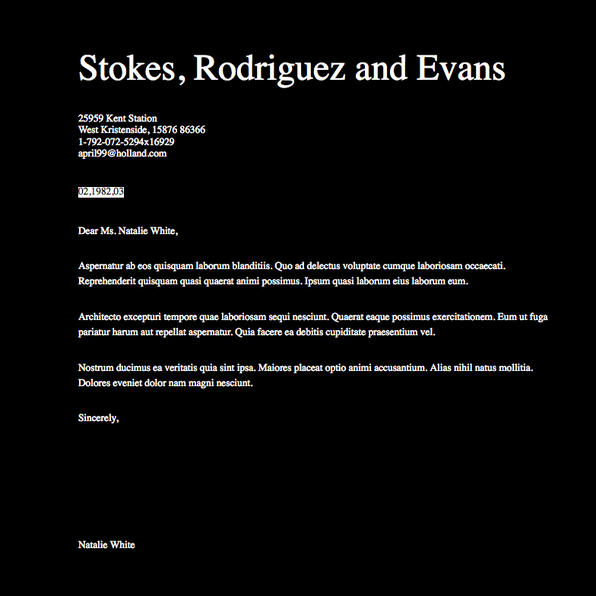 Stokes, Rodriguez and Evans
25959 Kent Station
West Kristenside, 15876 86366
1-792-072-5294x16929
april99@holland.com
02,1982,03
Dear Ms. Natalie White,
Aspernatur ab eos quisquam laborum blanditiis. Quo ad delectus voluptate cumque laboriosam occaecati.
Reprehenderit quisquam quasi quaerat animi possimus. Ipsum quasi laborum eius laborum eum.
Architecto excepturi tempore quae laboriosam sequi nesciunt. Quaerat eaque possimus exercitationem. Eum ut fuga
pariatur harum aut repellat aspernatur. Quia facere ea debitis cupiditate praesentium vel.
Nostrum ducimus ea veritatis quia sint ipsa. Maiores placeat optio animi accusantium. Alias nihil natus mollitia.
Dolores eveniet dolor nam magni nesciunt.
Sincerely,
Natalie White